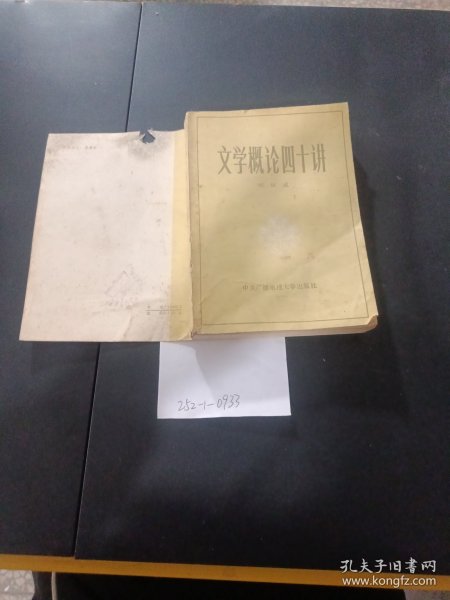 文学概论四十讲
中央广播电视大学出版社
252-1-0933
孔夫子旧书网
www.kongfz.com